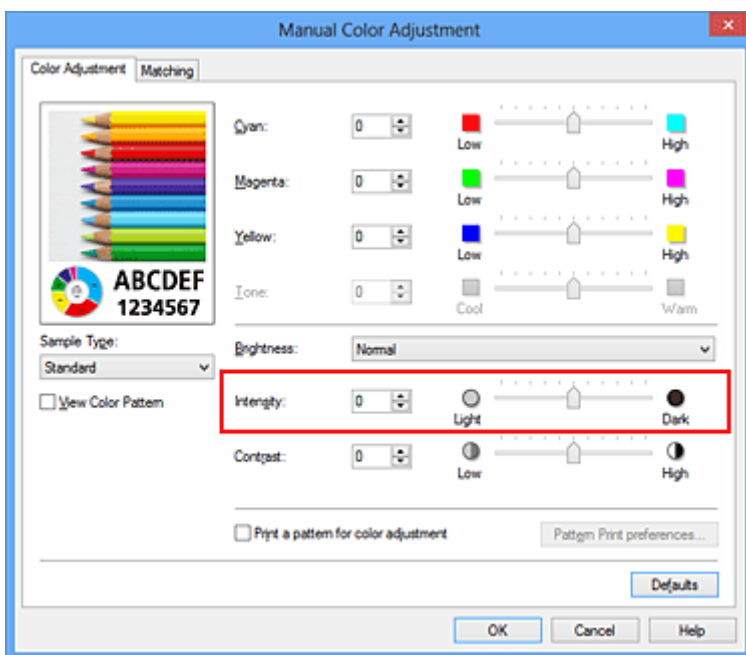 Manual Color Adjustment
Color Adjustment Matching
Cyan: 0 Low High
Magenta: 0 Low High
Yellow: 0 Low High
Tone: 0 Cool Warm
ABCDEF
1234567
Sample Type:
Standard
View Color Pattern
Brightness: Normal
Intensity: 0 Light Dark
Contrast: 0 Low High
Print a pattern for color adjustment Pattern Print preferences...
Defaults
OK Cancel Help